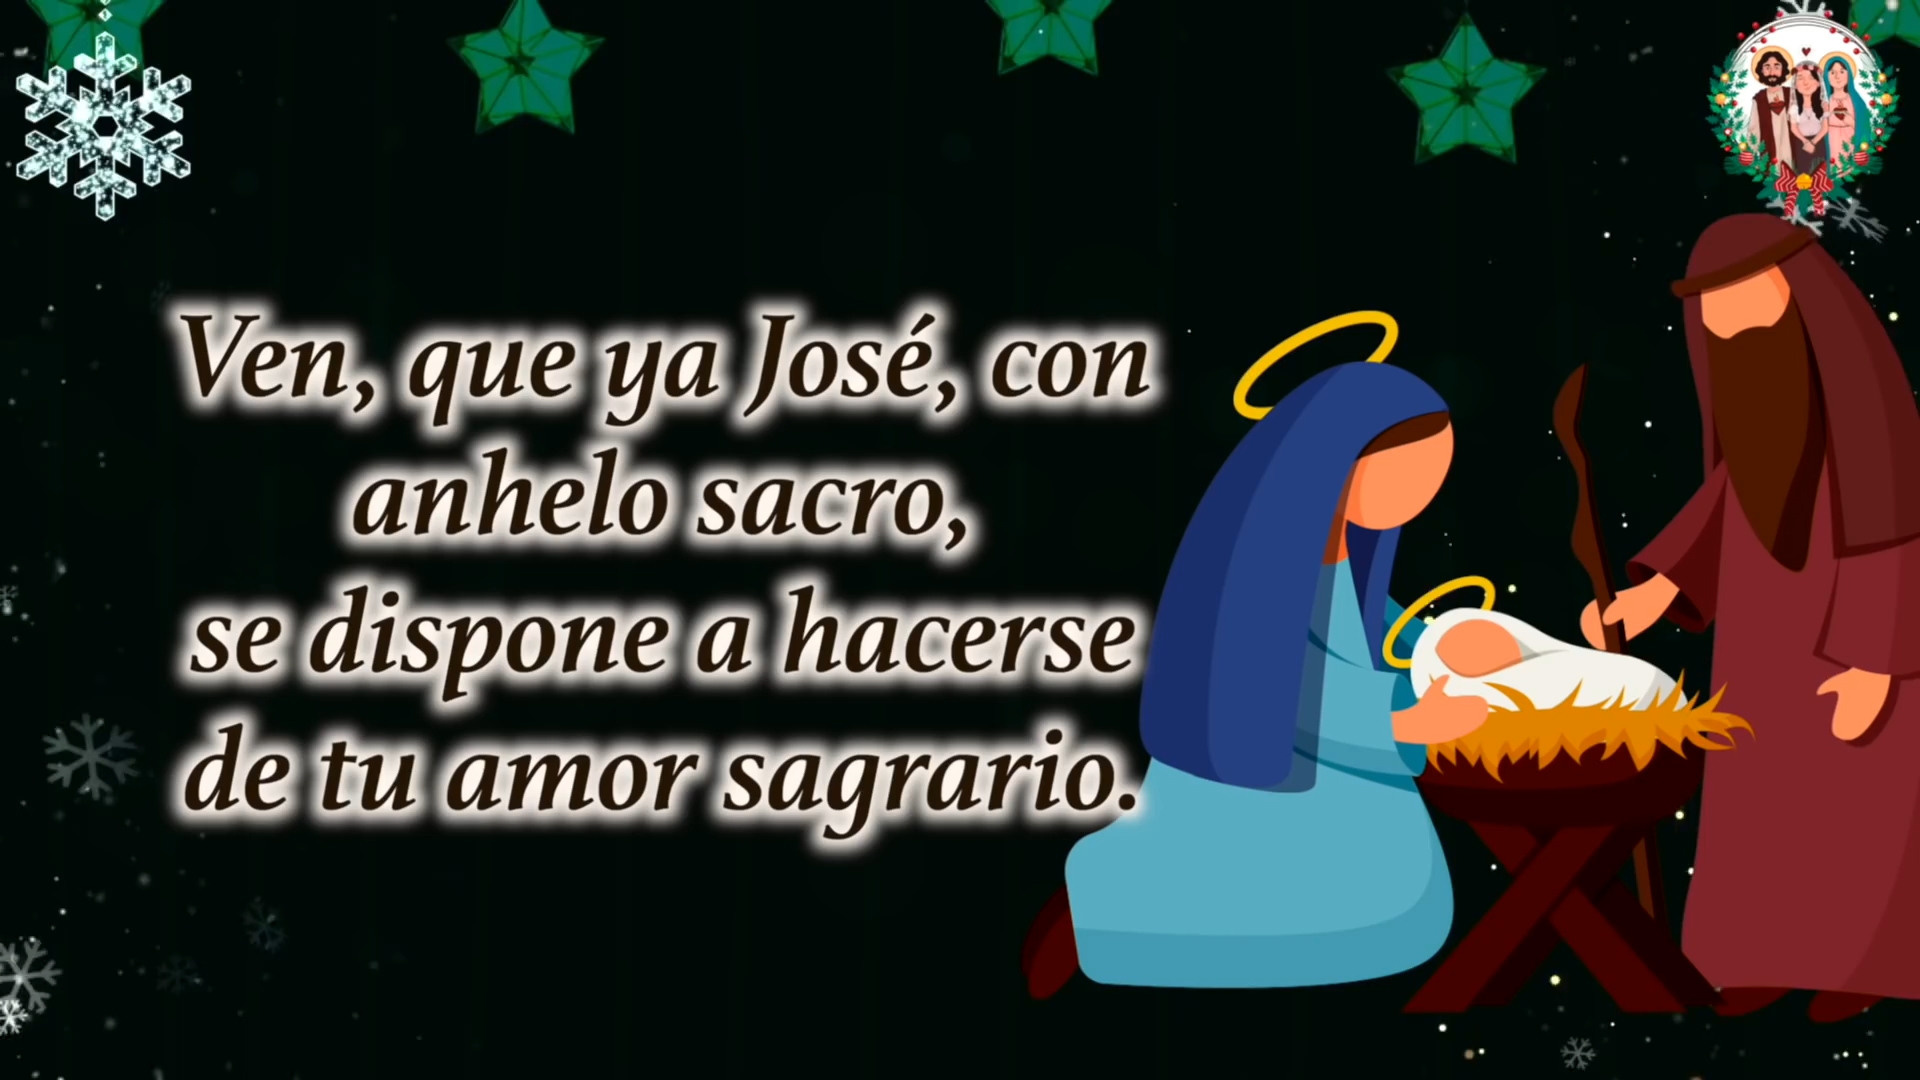 Ven, que ya José, con
anhelo sacro,
se dispone a hacerse
de tu amor sagrario.